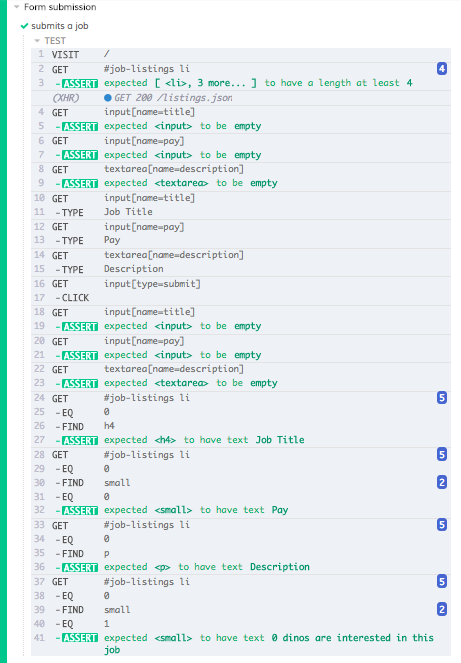 Form submission
submits a job
TEST
1 VISIT /
2 GET #job-listings li 4
3 -ASSERT expected [ <li>, 3 more... ] to have a length at least 4
(XHR) GET 200 /listings.json
4 GET input[name=title]
5 -ASSERT expected <input> to be empty
6 GET input[name=pay]
7 -ASSERT expected <input> to be empty
8 GET textarea[name=description]
9 -ASSERT expected <textarea> to be empty
10 GET input[name=title]
11 -TYPE Job Title
12 GET input[name=pay]
13 -TYPE Pay
14 GET textarea[name=description]
15 -TYPE Description
16 GET input[type=submit]
17 -CLICK
18 GET input[name=title]
19 -ASSERT expected <input> to be empty
20 GET input[name=pay]
21 -ASSERT expected <input> to be empty
22 GET textarea[name=description]
23 -ASSERT expected <textarea> to be empty
24 GET #job-listings li 5
25 -EQ 0
26 -FIND h4
27 -ASSERT expected <h4> to have text Job Title
28 GET #job-listings li 5
29 -EQ 0
30 -FIND small 2
31 -EQ 0
32 -ASSERT expected <small> to have text Pay
33 GET #job-listings li 5
34 -EQ 0
35 -FIND p
36 -ASSERT expected <p> to have text Description
37 GET #job-listings li 5
38 -EQ 0
39 -FIND small 2
40 -EQ 1
41 -ASSERT expected <small> to have text 0 dinos are interested in this
job